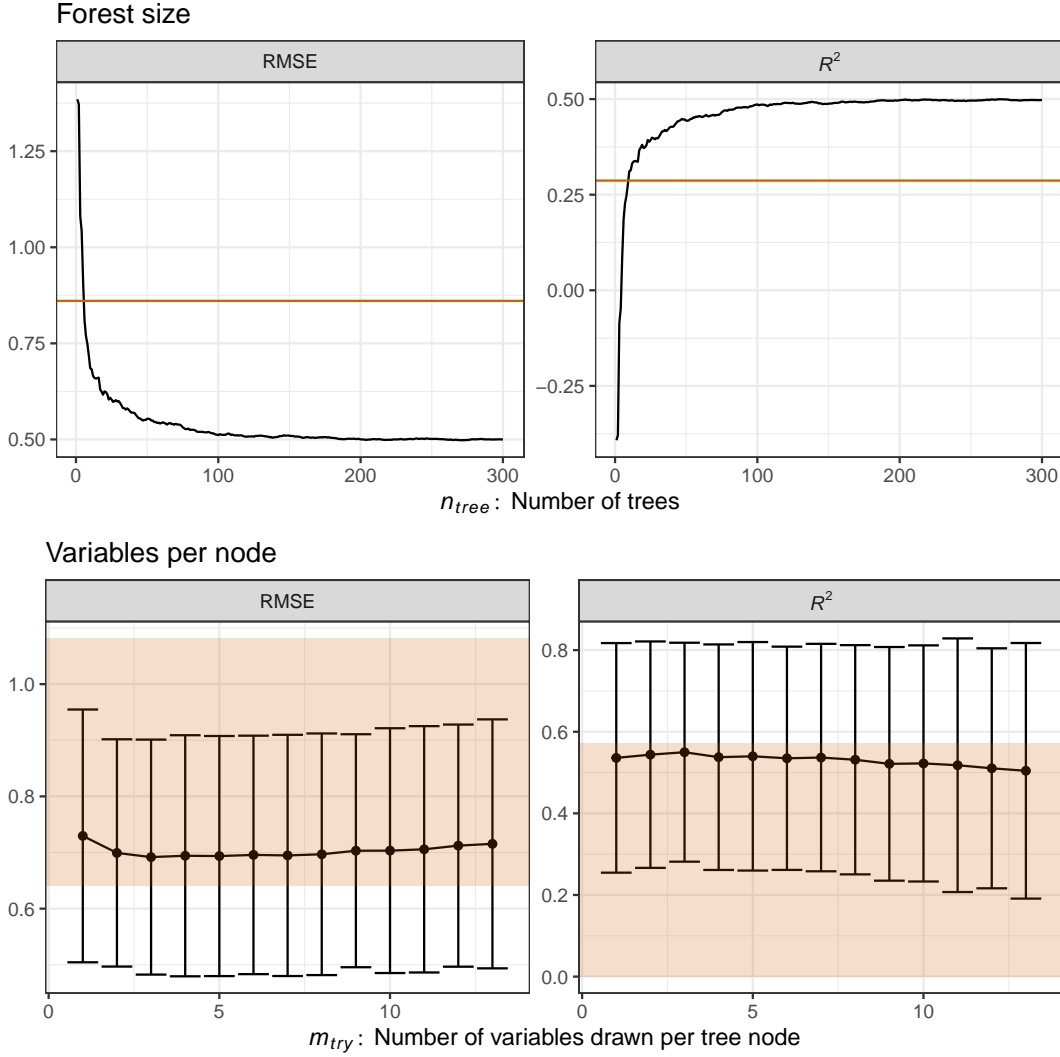 Forest size
RMSE
R²
1.25
1.00
0.75
0.50
0.50
0.25
0.00
−0.25
0 100 200 300
0 100 200 300
n_tree : Number of trees
Variables per node
RMSE
R²
1.0
0.8
0.6
0.8
0.6
0.4
0.2
0.0
0 5 10
0 5 10
m_try : Number of variables drawn per tree node